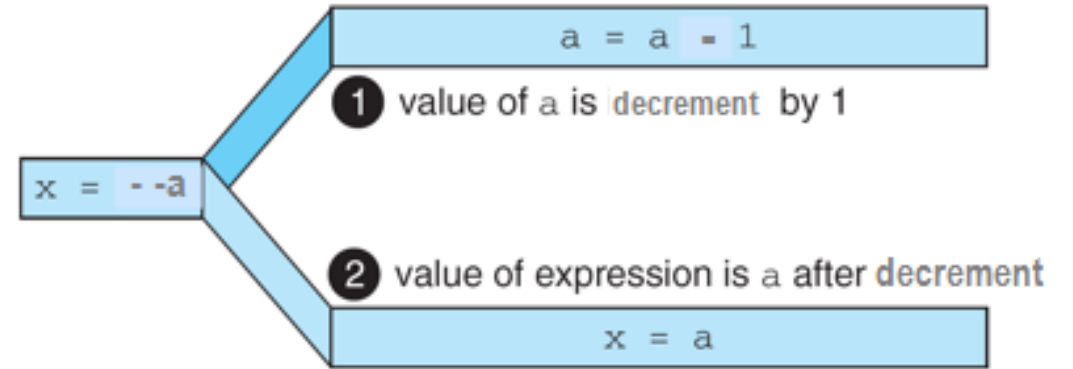 a = a - 1
1 value of a is decrement by 1
x = - -a
2 value of expression is a after decrement
x = a